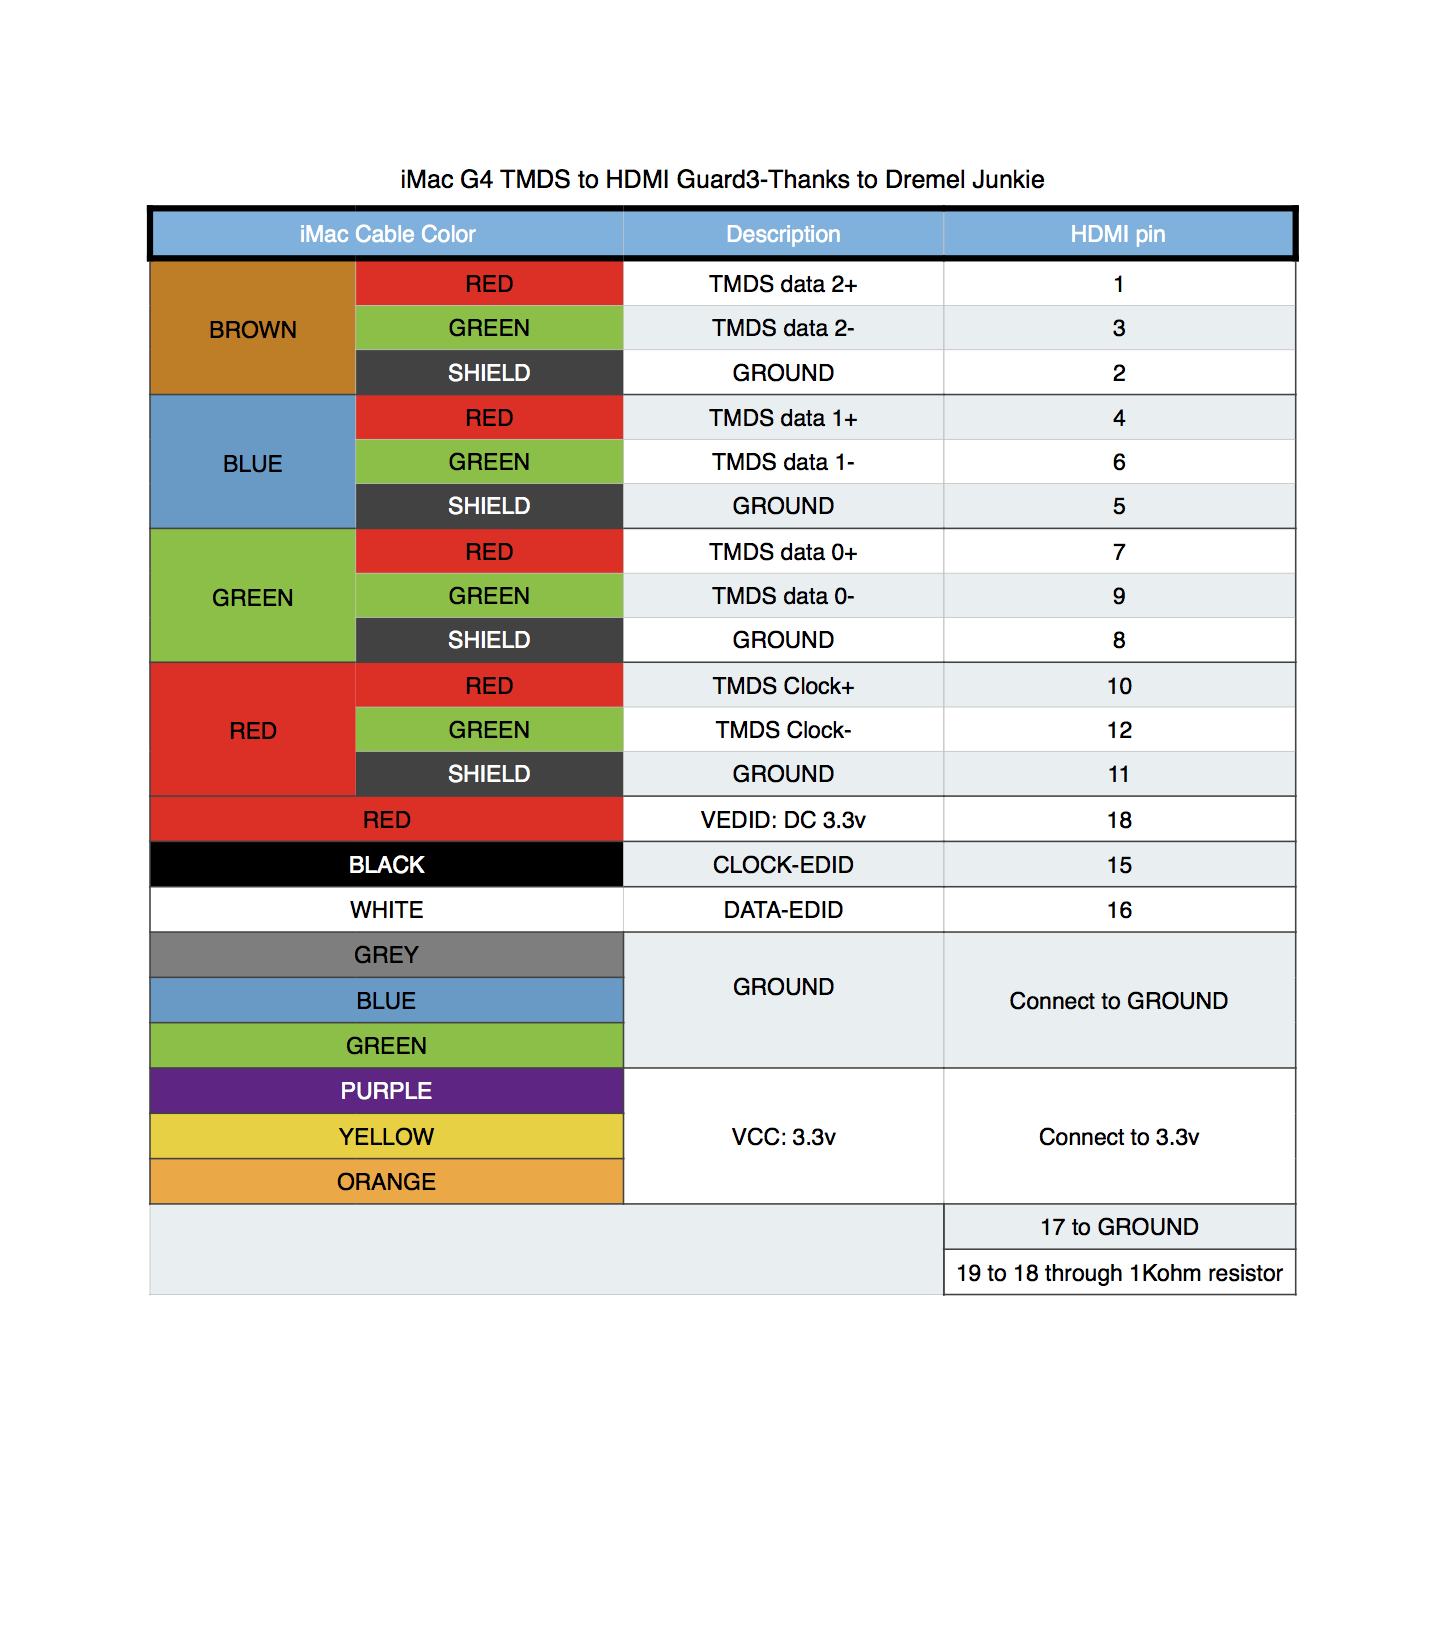 iMac G4 TMDS to HDMI Guard3-Thanks to Dremel Junkie
iMac Cable Color Description HDMI pin
BROWN
RED TMDS data 2+ 1
GREEN TMDS data 2- 3
SHIELD GROUND 2
BLUE
RED TMDS data 1+ 4
GREEN TMDS data 1- 6
SHIELD GROUND 5
GREEN
RED TMDS data 0+ 7
GREEN TMDS data 0- 9
SHIELD GROUND 8
RED
RED TMDS Clock+ 10
GREEN TMDS Clock- 12
SHIELD GROUND 11
RED VEDID: DC 3.3v 18
BLACK CLOCK-EDID 15
WHITE DATA-EDID 16
GREY
BLUE
GREEN
GROUND
Connect to GROUND
PURPLE
YELLOW
ORANGE
VCC: 3.3v
Connect to 3.3v
17 to GROUND
19 to 18 through 1Kohm resistor